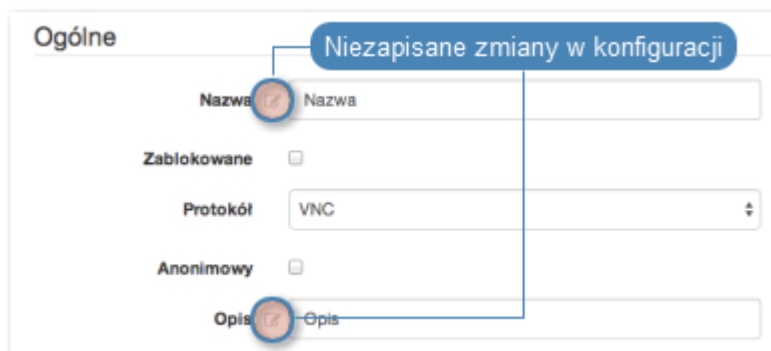 Ogólne
Niezapisane zmiany w konfiguracji
Nazwa Nazwa
Zablokowane
Protokół VNC
Anonimowy
Opis Opis